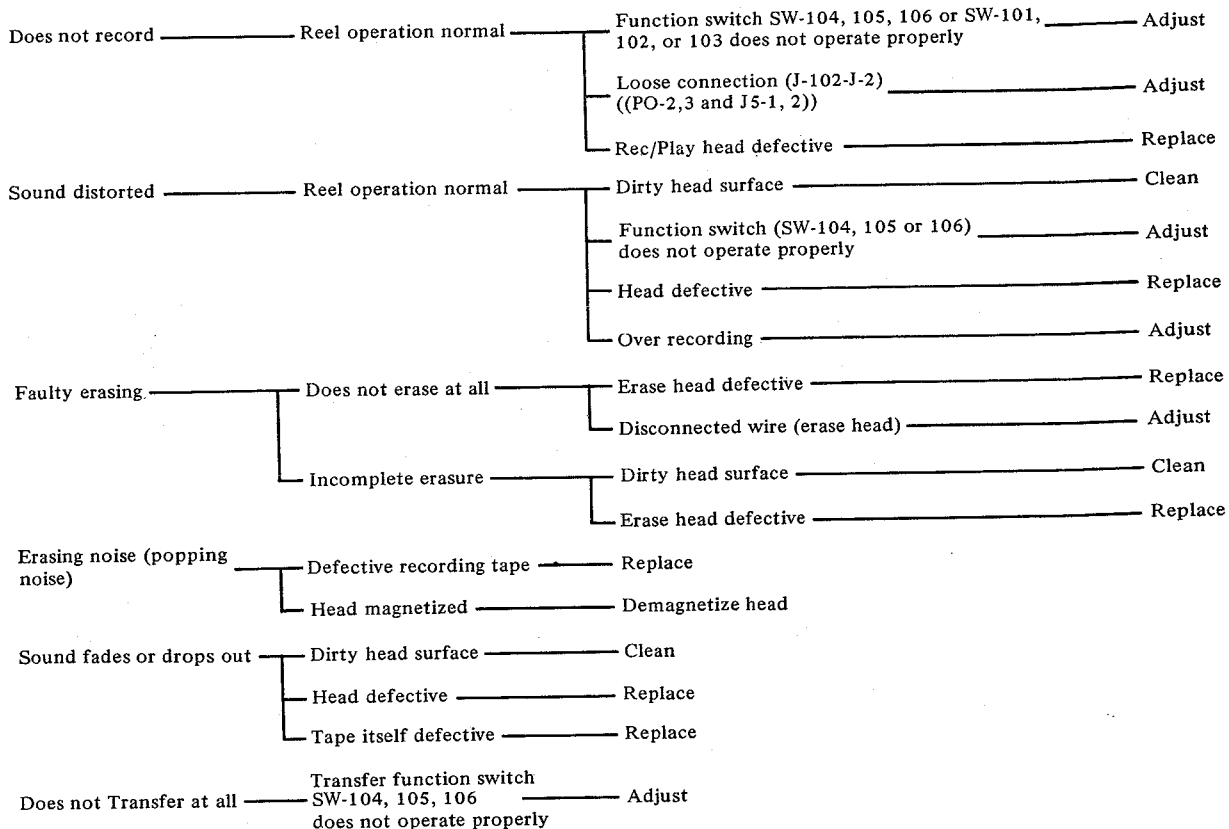 Does not record Reel operation normal Function switch SW-104, 105, 106 or SW-101, Adjust
102, or 103 does not operate properly
Loose connection (J-102-J-2) Adjust
((PO-2,3 and J5-1, 2))
Rec/Play head defective Replace
Sound distorted Reel operation normal Dirty head surface Clean
Function switch (SW-104, 105 or 106) Adjust
does not operate properly
Head defective Replace
Over recording Adjust
Faulty erasing. Does not erase at all Erase head defective Replace
Disconnected wire (erase head) Adjust
Incomplete erasure Dirty head surface Clean
Erase head defective Replace
Erasing noise (popping
noise) Defective recording tape Replace
Head magnetized Demagnetize head
Sound fades or drops out Dirty head surface Clean
Head defective Replace
Tape itself defective Replace
Transfer function switch
Does not Transfer at all SW-104, 105, 106 Adjust
does not operate properly